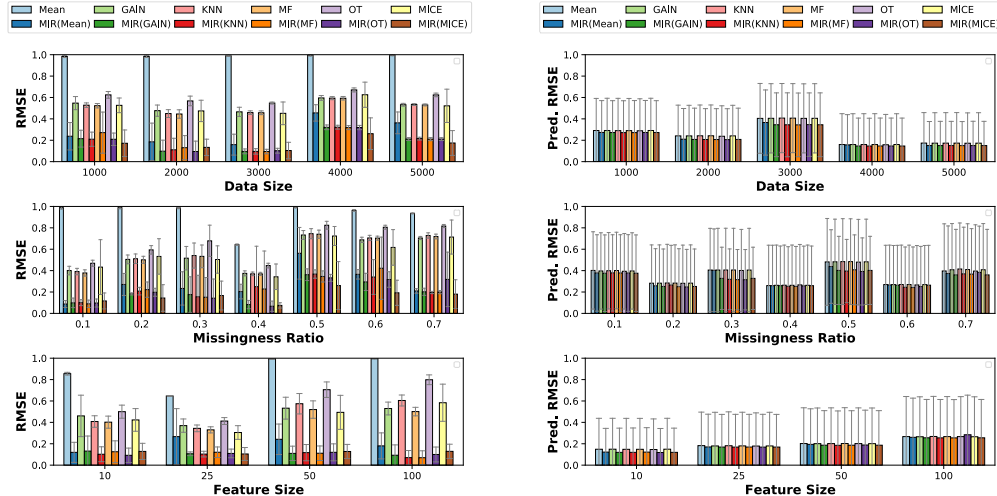 Mean GAIN KNN MF OT MICE
MIR(Mean) MIR(GAIN) MIR(KNN) MIR(MF) MIR(OT) MIR(MICE)
RMSE
1.0
0.8
0.6
0.4
0.2
0.0
1000 2000 3000 4000 5000
Data Size
RMSE
1.0
0.8
0.6
0.4
0.2
0.0
0.1 0.2 0.3 0.4 0.5 0.6 0.7
Missingness Ratio
RMSE
1.0
0.8
0.6
0.4
0.2
0.0
10 25 50 100
Feature Size
Mean GAIN KNN MF OT MICE
MIR(Mean) MIR(GAIN) MIR(KNN) MIR(MF) MIR(OT) MIR(MICE
Pred. RMSE
1.0
0.8
0.6
0.4
0.2
0.0
1000 2000 3000 4000 5000
Data Size
Pred. RMSE
1.0
0.8
0.6
0.4
0.2
0.0
0.1 0.2 0.3 0.4 0.5 0.6 0.7
Missingness Ratio
Pred. RMSE
1.0
0.8
0.6
0.4
0.2
0.0
10 25 50 100
Feature Size